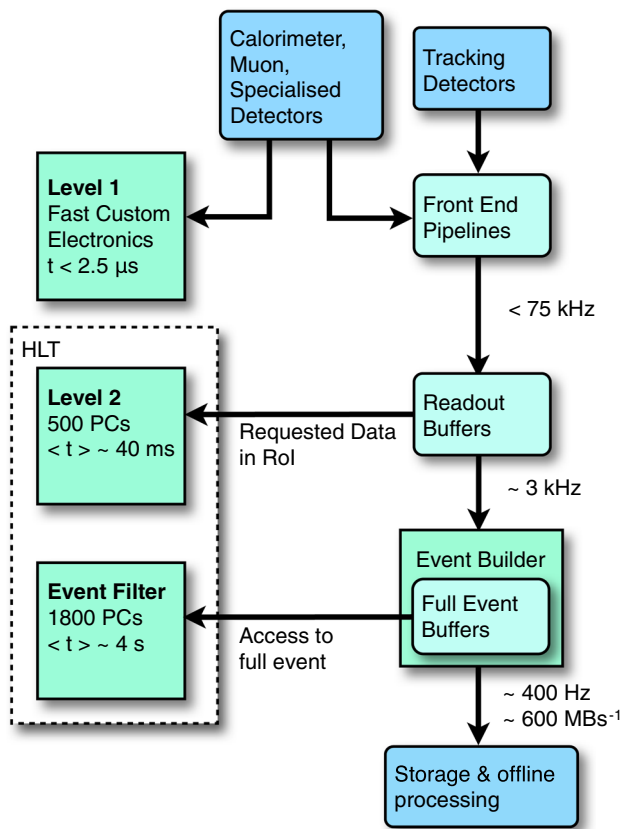 Calorimeter,
Muon,
Specialised
Detectors
Tracking
Detectors
Level 1
Fast Custom
Electronics
t < 2.5 μs
Front End
Pipelines
< 75 kHz
HLT
Level 2
500 PCs
< t > ~ 40 ms
Requested Data
in RoI
Readout
Buffers
~ 3 kHz
Event Builder
Full Event
Buffers
Event Filter
1800 PCs
< t > ~ 4 s
Access to
full event
~ 400 Hz
~ 600 MBs⁻¹
Storage & offline
processing